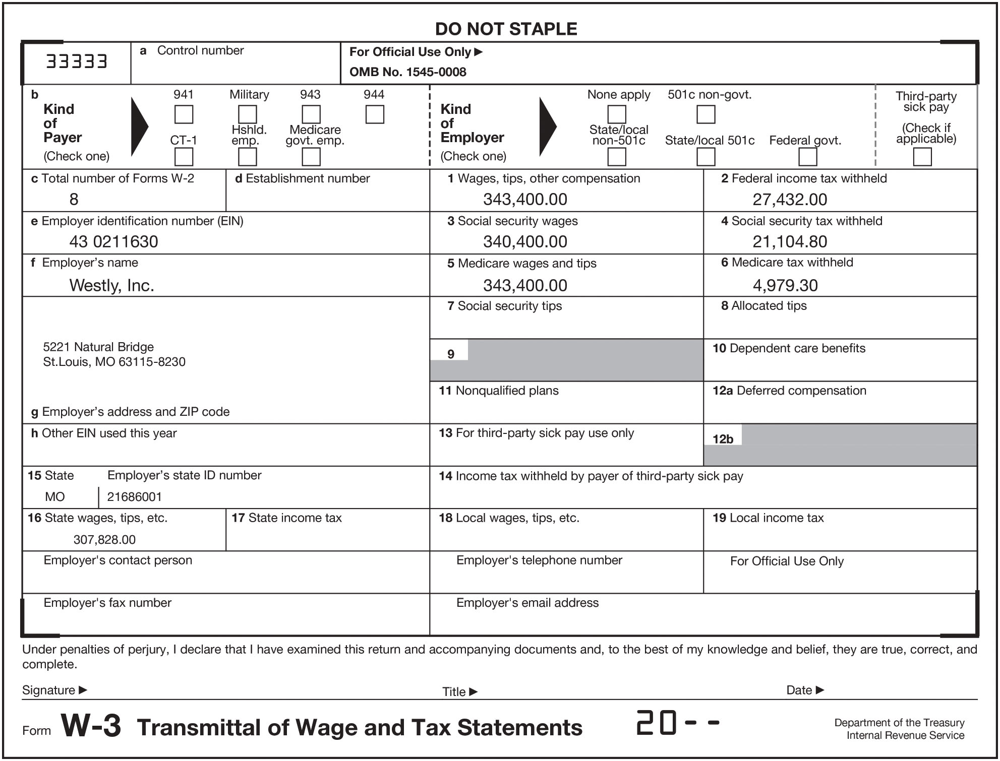 DO NOT STAPLE
33333
a Control number
For Official Use Only ▶
OMB No. 1545-0008
b
Kind
of
Payer
(Check one)
941 Military 943 944
CT-1 Hshld. emp. Medicare govt. emp.
Kind
of
Employer
(Check one)
None apply 501c non-govt.
State/local non-501c State/local 501c Federal govt.
Third-party
sick pay
(Check if
applicable)
c Total number of Forms W-2
8
d Establishment number
1 Wages, tips, other compensation
343,400.00
2 Federal income tax withheld
27,432.00
e Employer identification number (EIN)
43 0211630
3 Social security wages
340,400.00
4 Social security tax withheld
21,104.80
f Employer’s name
Westly, Inc.
5 Medicare wages and tips
343,400.00
6 Medicare tax withheld
4,979.30
5221 Natural Bridge
St.Louis, MO 63115-8230
g Employer’s address and ZIP code
7 Social security tips
8 Allocated tips
9
10 Dependent care benefits
11 Nonqualified plans
12a Deferred compensation
h Other EIN used this year
13 For third-party sick pay use only
12b
15 State Employer’s state ID number
MO 21686001
14 Income tax withheld by payer of third-party sick pay
16 State wages, tips, etc.
307,828.00
17 State income tax
18 Local wages, tips, etc.
19 Local income tax
Employer's contact person
Employer's telephone number
For Official Use Only
Employer's fax number
Employer's email address
Under penalties of perjury, I declare that I have examined this return and accompanying documents and, to the best of my knowledge and belief, they are true, correct, and
complete.
Signature ▶ Title ▶ Date ▶
Form W-3 Transmittal of Wage and Tax Statements 20--
Department of the Treasury
Internal Revenue Service